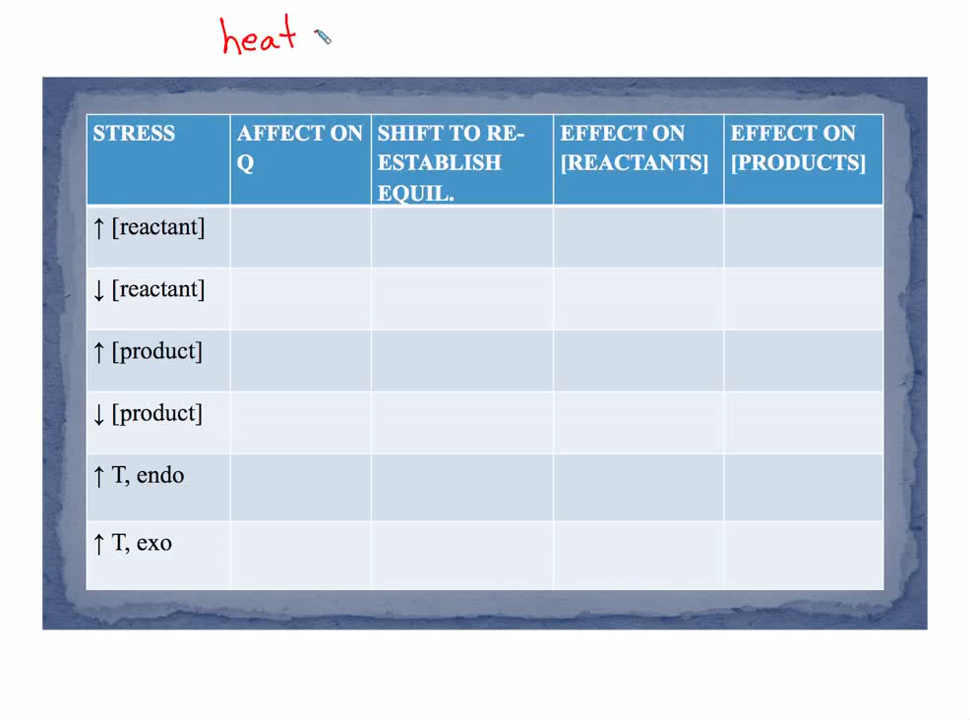 heat
STRESS
AFFECT ON
Q
SHIFT TO RE-
ESTABLISH
EQUIL.
EFFECT ON
[REACTANTS]
EFFECT ON
[PRODUCTS]
↑ [reactant]
↓ [reactant]
↑ [product]
↓ [product]
↑ T, endo
↑ T, exo